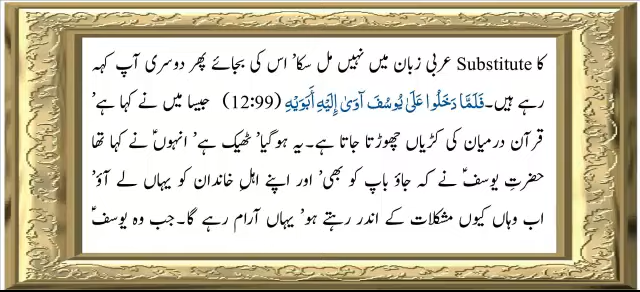 کا Substitute عربی زبان میں نہیں مل سکا’ اس کی بجائے پھر دوسری آپ کہہ
رہے ہیں۔ فَلَمَّا دَخَلُوا عَلَىٰ يُوسُفَ آوَىٰ إِلَيْهِ أَبَوَيْهِ (12:99) جیسا میں نے کہا ہے’
قرآن درمیان کی کڑیاں چھوڑتا جاتا ہے۔ یہ ہو گیا’ ٹھیک ہے’ انہوںؑ نے کہا تھا
حضرتِ یوسفؑ نے کہ جاؤ باپ کو بھی’ اور اپنے اہلِ خاندان کو یہاں لے آؤ’
اب وہاں کیوں مشکلات کے اندر رہتے ہو’ یہاں آرام رہے گا۔ جب وہ یوسفؑ